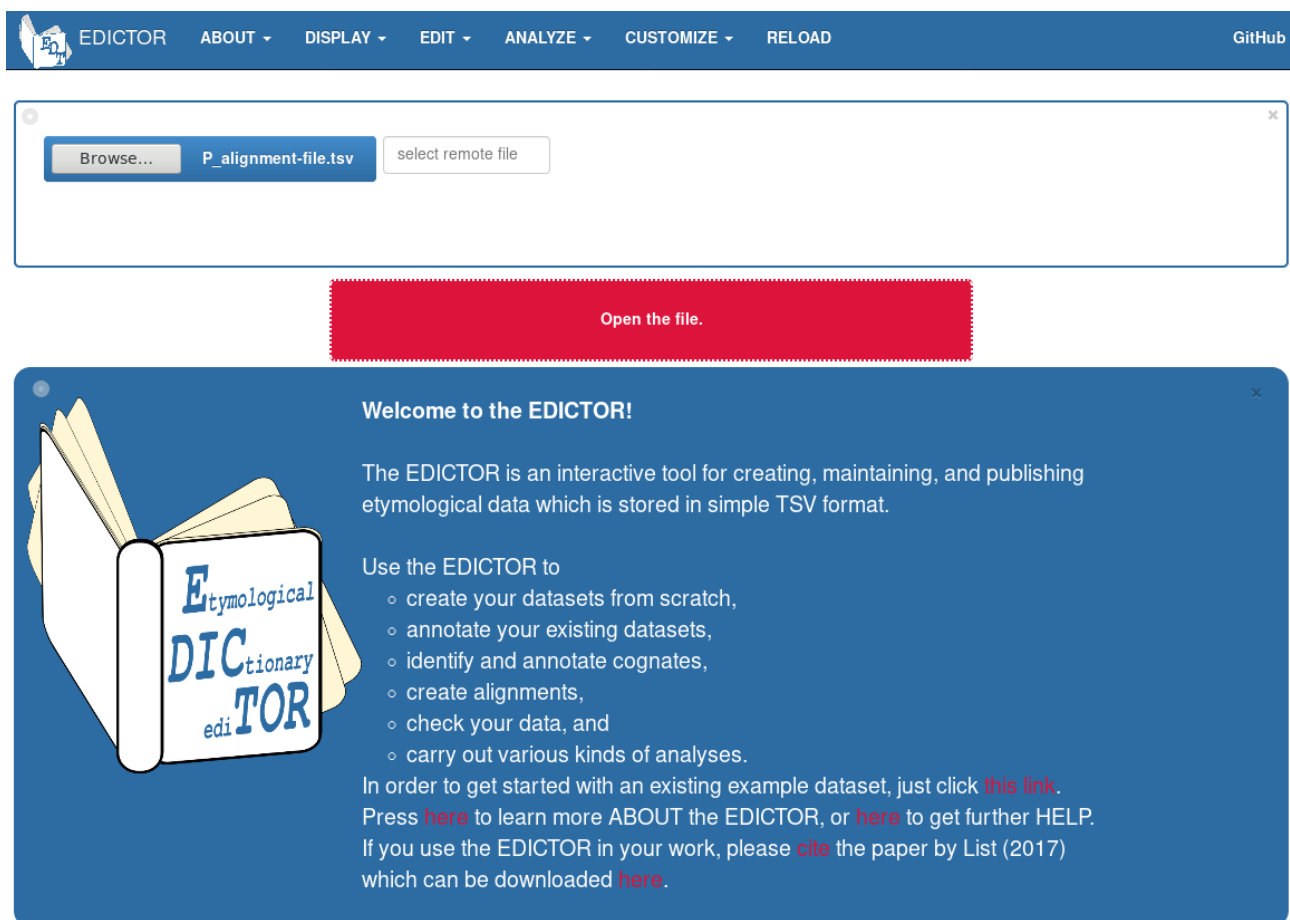 EDICTOR ABOUT DISPLAY EDIT ANALYZE CUSTOMIZE RELOAD GitHub
EDT
Browse... P_alignment-file.tsv select remote file
Open the file.
Welcome to the EDICTOR!
The EDICTOR is an interactive tool for creating, maintaining, and publishing
etymological data which is stored in simple TSV format.
Use the EDICTOR to
create your datasets from scratch,
annotate your existing datasets,
identify and annotate cognates,
create alignments,
check your data, and
carry out various kinds of analyses.
In order to get started with an existing example dataset, just click this link.
Press here to learn more ABOUT the EDICTOR, or here to get further HELP.
If you use the EDICTOR in your work, please cite the paper by List (2017)
which can be downloaded here.
Etymological
DICtionary
ediTOR